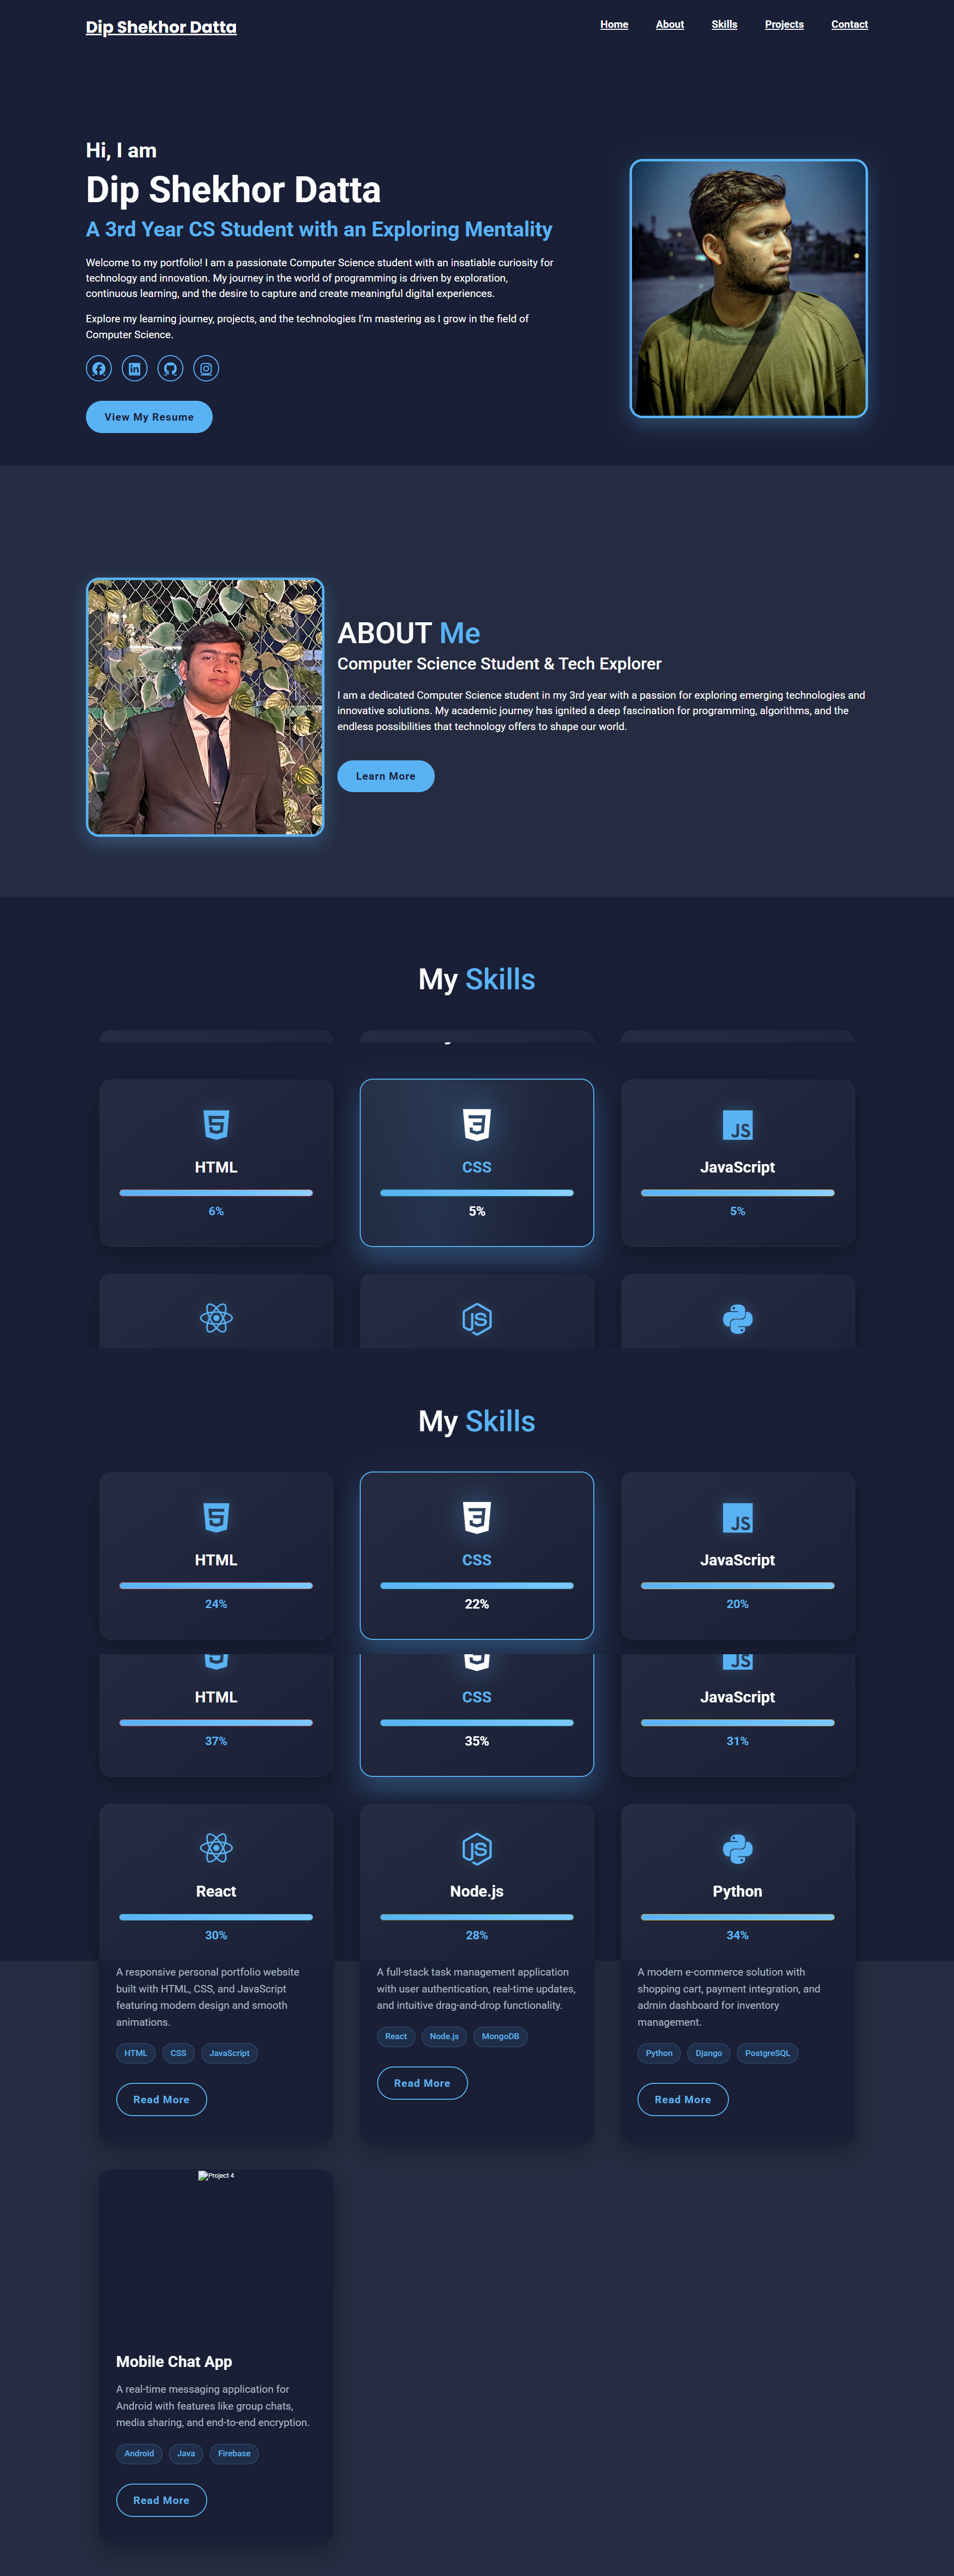 Dip Shekhor Datta
Home About Skills Projects Contact
Hi, I am
Dip Shekhor Datta
A 3rd Year CS Student with an Exploring Mentality
Welcome to my portfolio! I am a passionate Computer Science student with an insatiable curiosity for
technology and innovation. My journey in the world of programming is driven by exploration,
continuous learning, and the desire to capture and create meaningful digital experiences.
Explore my learning journey, projects, and the technologies I'm mastering as I grow in the field of
Computer Science.
View My Resume
ABOUT Me
Computer Science Student & Tech Explorer
I am a dedicated Computer Science student in my 3rd year with a passion for exploring emerging technologies and
innovative solutions. My academic journey has ignited a deep fascination for programming, algorithms, and the
endless possibilities that technology offers to shape our world.
Learn More
My Skills
JS
HTML CSS JavaScript
6% 5% 5%
JS
My Skills
JS
HTML CSS JavaScript
24% 22% 20%
JS
HTML CSS JavaScript
37% 35% 31%
JS
React Node.js Python
30% 28% 34%
A responsive personal portfolio website
built with HTML, CSS, and JavaScript
featuring modern design and smooth
animations.
HTML CSS JavaScript
Read More
A full-stack task management application
with user authentication, real-time updates,
and intuitive drag-and-drop functionality.
React Node.js MongoDB
Read More
A modern e-commerce solution with
shopping cart, payment integration, and
admin dashboard for inventory
management.
Python Django PostgreSQL
Read More
Project 4
Mobile Chat App
A real-time messaging application for
Android with features like group chats,
media sharing, and end-to-end encryption.
Android Java Firebase
Read More